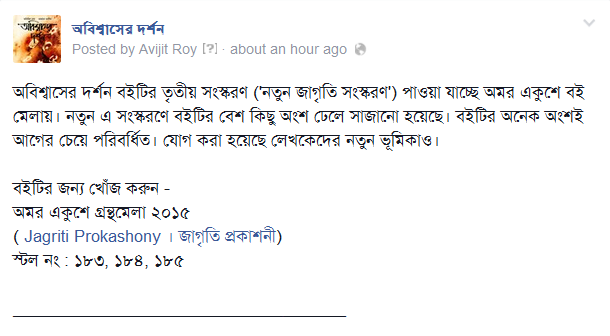 অবিশ্বাসের দর্শন
Posted by Avijit Roy [?] · about an hour ago
অবিশ্বাসের দর্শন বইটির তৃতীয় সংস্করণ ('নতুন জাগৃতি সংস্করণ') পাওয়া যাচ্ছে অমর একুশে বই
মেলায়। নতুন এ সংস্করণে বইটির বেশ কিছু অংশ ঢেলে সাজানো হয়েছে। বইটির অনেক অংশই
আগের চেয়ে পরিবর্ধিত। যোগ করা হয়েছে লেখকেদের নতুন ভূমিকাও।
বইটির জন্য খোঁজ করুন -
অমর একুশে গ্রন্থমেলা ২০১৫
( Jagriti Prokashony । জাগৃতি প্রকাশনী)
স্টল নং : ১৮৩, ১৮৪, ১৮৫